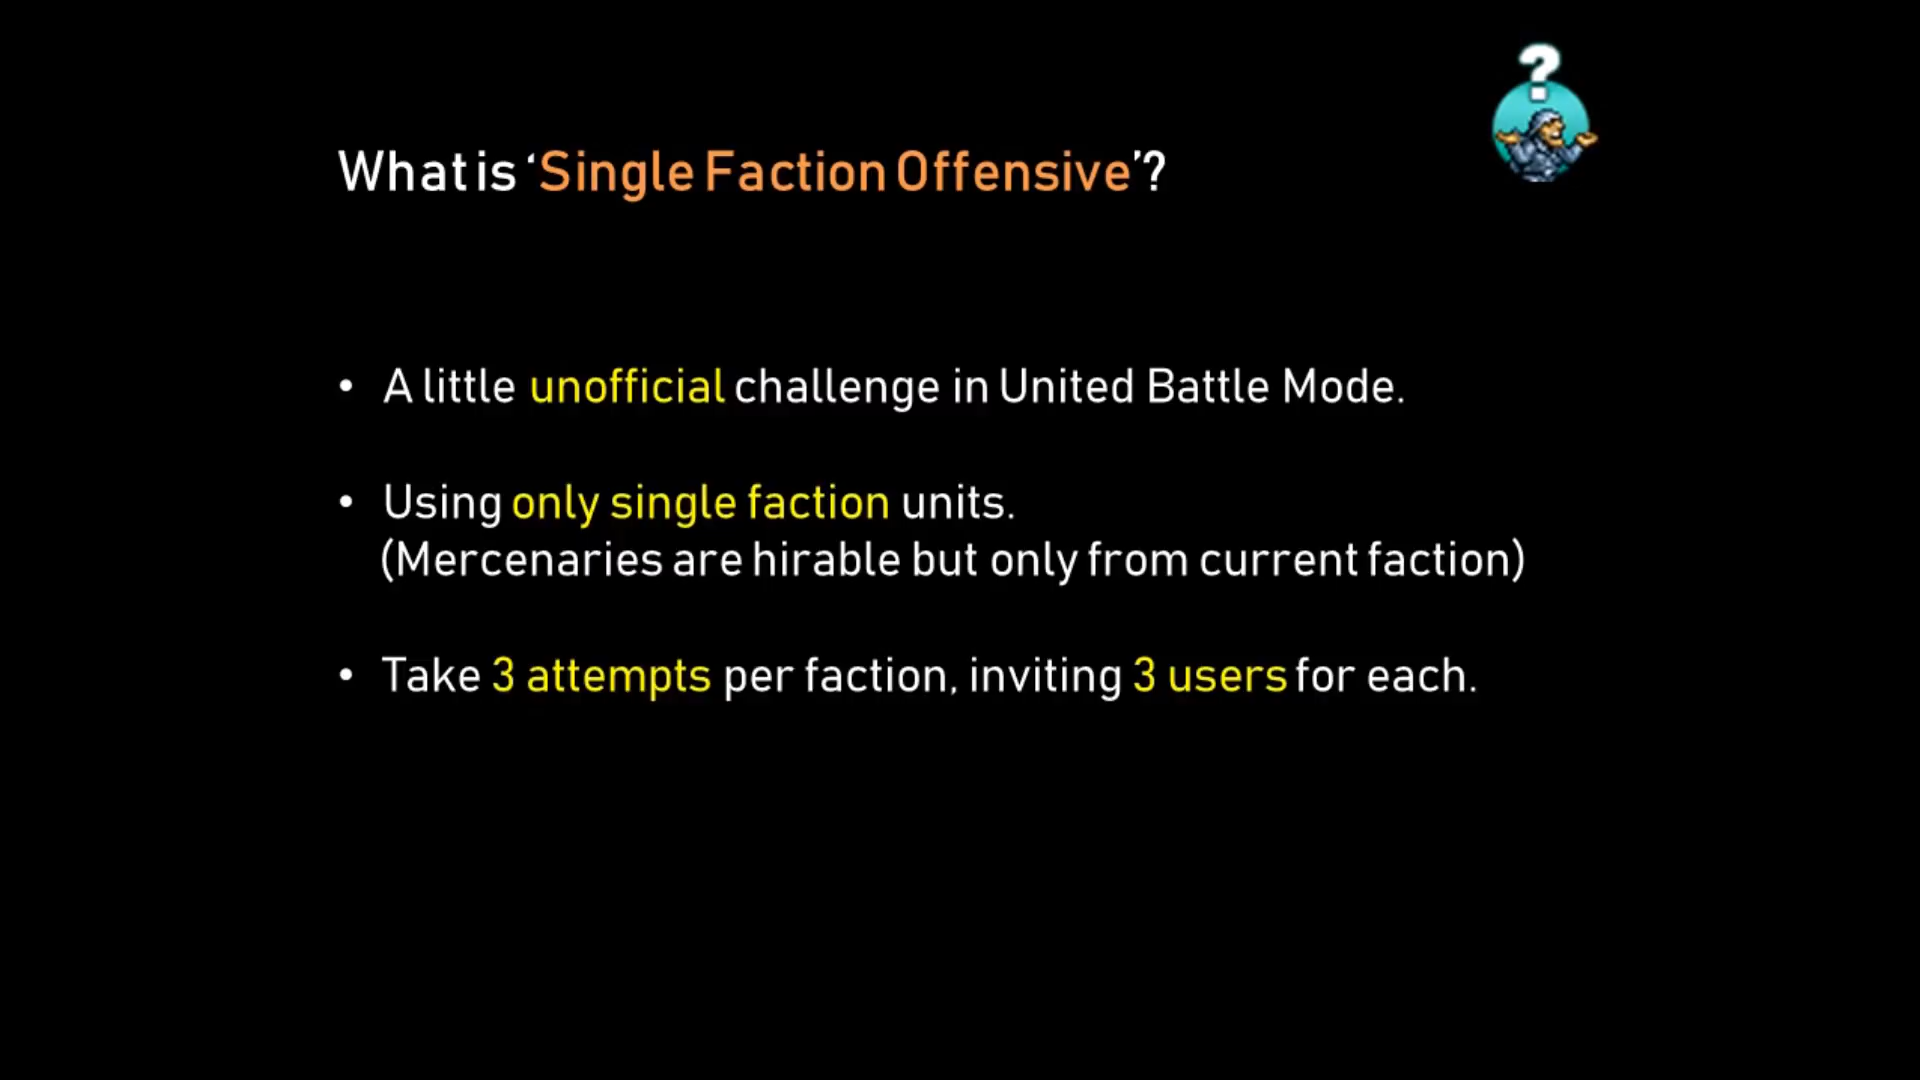 ?
What is ‘Single Faction Offensive’?
• A little unofficial challenge in United Battle Mode.
• Using only single faction units.
(Mercenaries are hirable but only from current faction)
• Take 3 attempts per faction, inviting 3 users for each.